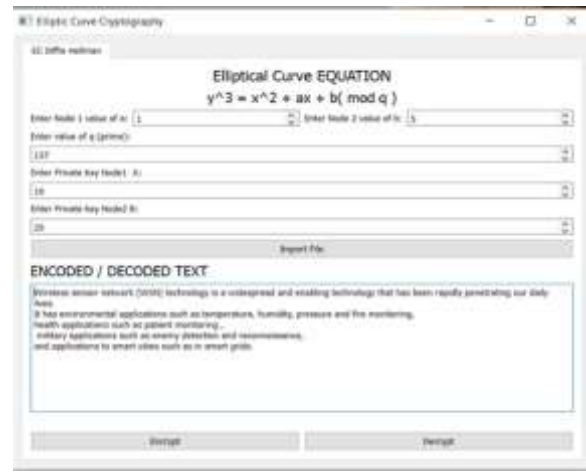 Elliptic Curve Cryptography
EC Diffie Hellman
Elliptical Curve EQUATION
y^3 = x^2 + ax + b( mod q )
Enter Node 1 value of a: 1 Enter Node 2 value of b: 5
Enter value of q (prime):
Enter Private Key Node1 A:
Enter Private Key Node2 B:
Import File
ENCODED / DECODED TEXT
Wireless sensor network (WSN) technology is a widespread and enabling technology that has been rapidly penetrating our daily
lives.
It has environmental applications such as temperature, humidity, pressure and fire monitoring,
health applications such as patient monitoring,,
military applications such as enemy detection and reconnaissance,
and applications to smart cities such as in smart grids.
Encrypt Decrypt